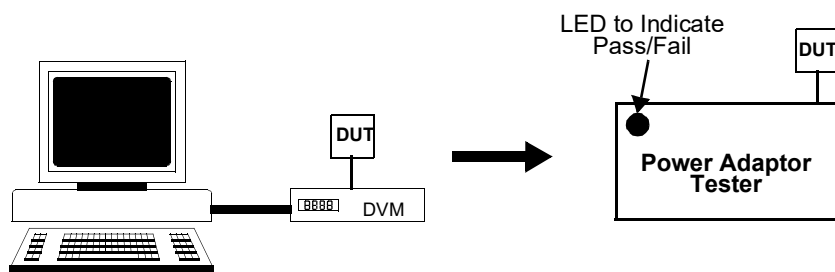 LED to Indicate
Pass/Fail
DUT
DUT
8888
DVM
Power Adaptor
Tester